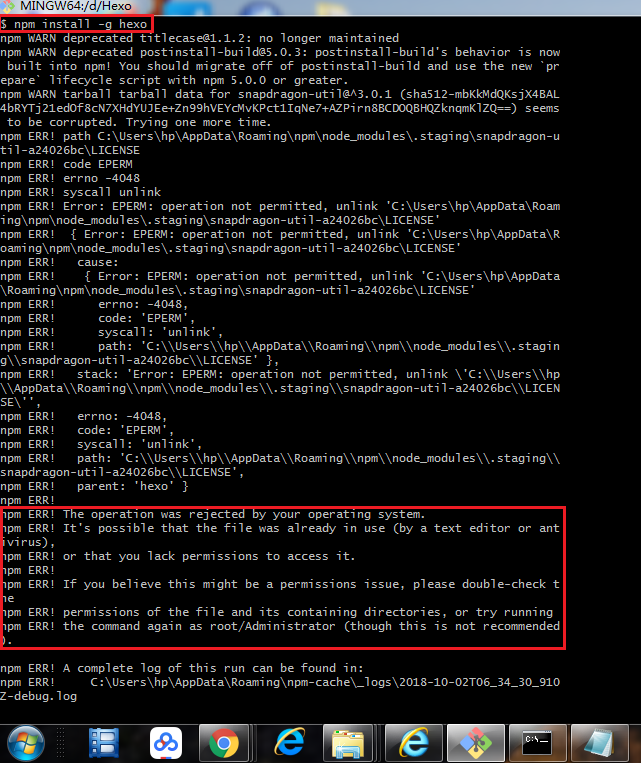 MINGW64:/d/Hexo
$ npm install -g hexo
npm WARN deprecated titlecase@1.1.2: no longer maintained
npm WARN deprecated postinstall-build@5.0.3: postinstall-build's behavior is now
 built into npm! You should migrate off of postinstall-build and use the new `pr
epare` lifecycle script with npm 5.0.0 or greater.
npm WARN tarball tarball data for snapdragon-util@^3.0.1 (sha512-mbKkMdQKsjX4BAL
4bRYTj21edOf8cN7XHdYUJEe+Zn99hVEYcMvKPct1IqNe7+AZPirn8BCDOQBHQZknqmKlZQ==) seems
 to be corrupted. Trying one more time.
npm ERR! path C:\Users\hp\AppData\Roaming\npm\node_modules\.staging\snapdragon-u
til-a24026bc\LICENSE
npm ERR! code EPERM
npm ERR! errno -4048
npm ERR! syscall unlink
npm ERR! Error: EPERM: operation not permitted, unlink 'C:\Users\hp\AppData\Roam
ing\npm\node_modules\.staging\snapdragon-util-a24026bc\LICENSE'
npm ERR!  { Error: EPERM: operation not permitted, unlink 'C:\Users\hp\AppData\R
oaming\npm\node_modules\.staging\snapdragon-util-a24026bc\LICENSE'
npm ERR!   cause:
npm ERR!    { Error: EPERM: operation not permitted, unlink 'C:\Users\hp\AppData
\Roaming\npm\node_modules\.staging\snapdragon-util-a24026bc\LICENSE'
npm ERR!      errno: -4048,
npm ERR!      code: 'EPERM',
npm ERR!      syscall: 'unlink',
npm ERR!      path: 'C:\\Users\\hp\\AppData\\Roaming\\npm\\node_modules\\.stagin
g\\snapdragon-util-a24026bc\\LICENSE' },
npm ERR!   stack: 'Error: EPERM: operation not permitted, unlink \'C:\\Users\\hp
\\AppData\\Roaming\\npm\\node_modules\\.staging\\snapdragon-util-a24026bc\\LICEN
SE\'',
npm ERR!   errno: -4048,
npm ERR!   code: 'EPERM',
npm ERR!   syscall: 'unlink',
npm ERR!   path: 'C:\\Users\\hp\\AppData\\Roaming\\npm\\node_modules\\.staging\\
snapdragon-util-a24026bc\\LICENSE',
npm ERR!   parent: 'hexo' }
npm ERR!
npm ERR! The operation was rejected by your operating system.
npm ERR! It's possible that the file was already in use (by a text editor or ant
ivirus),
npm ERR! or that you lack permissions to access it.
npm ERR!
npm ERR! If you believe this might be a permissions issue, please double-check t
he
npm ERR! permissions of the file and its containing directories, or try running
npm ERR! the command again as root/Administrator (though this is not recommended
).
npm ERR! A complete log of this run can be found in:
npm ERR!     C:\Users\hp\AppData\Roaming\npm-cache\_logs\2018-10-02T06_34_30_910
Z-debug.log
C:\_